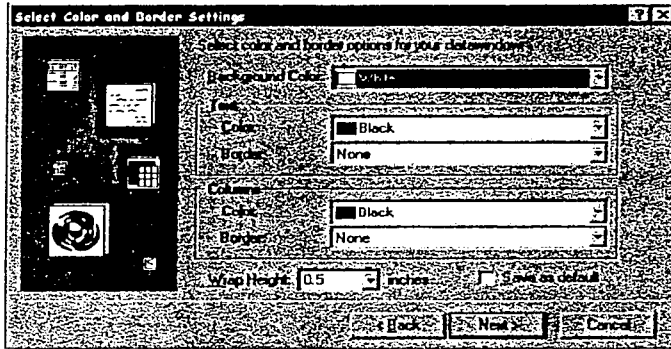 Select Color and Border Settings
Select color and border options for your datawindow.
Background Color: White
Text
Color: Black
Border: None
Columns
Color: Black
Border: None
Wrap Height: 0.5 inches Save as default
< Back Next > Cancel